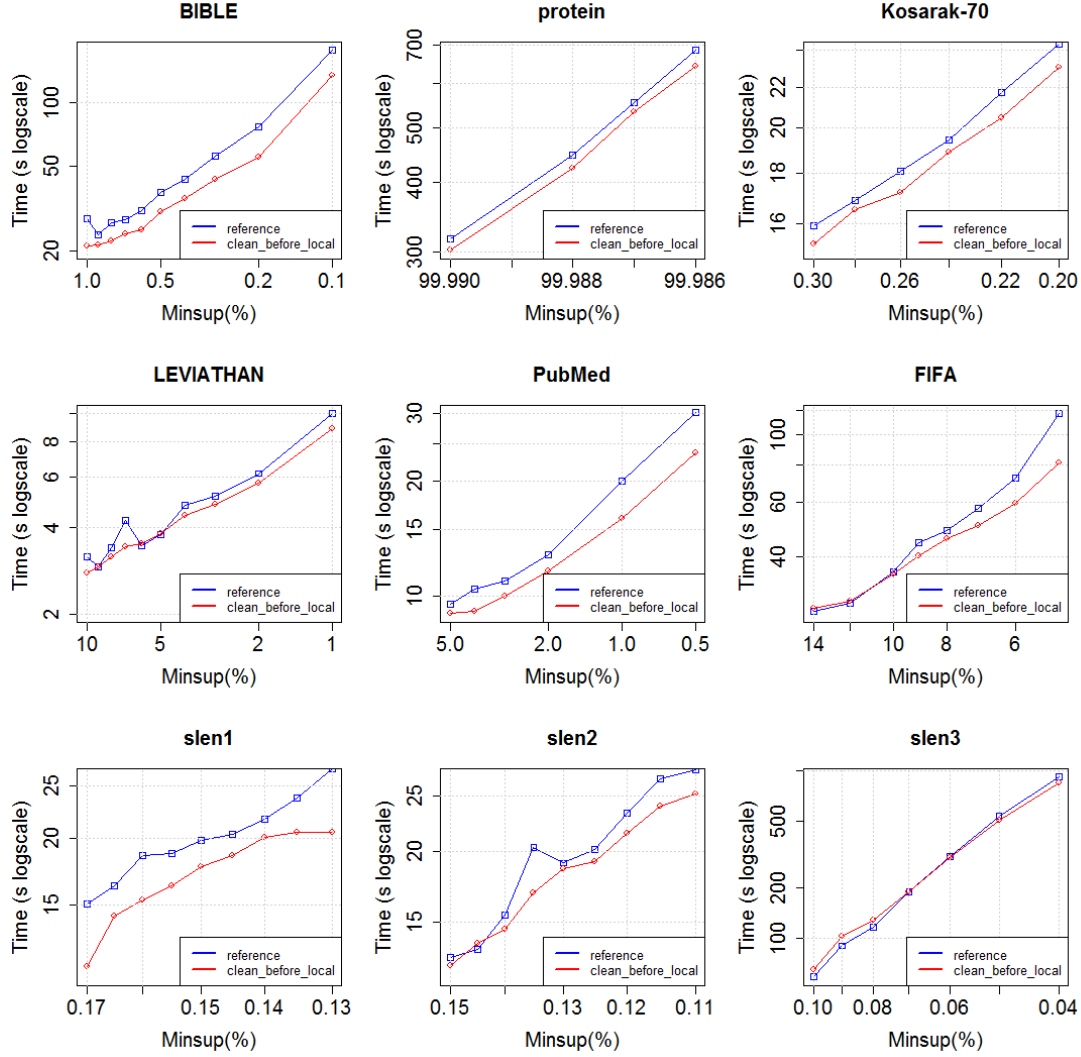 BIBLE
Time (s logscale)
100
50
20
1.0 0.5 0.2 0.1
Minsup(%)
reference
clean_before_local
protein
Time (s logscale)
700
500
400
300
99.990 99.988 99.986
Minsup(%)
reference
clean_before_local
Kosarak-70
Time (s logscale)
22
20
18
16
0.30 0.26 0.22 0.20
Minsup(%)
reference
clean_before_local
LEVIATHAN
Time (s logscale)
8
6
4
2
10 5 2 1
Minsup(%)
reference
clean_before_local
PubMed
Time (s logscale)
30
20
15
10
5.0 2.0 1.0 0.5
Minsup(%)
reference
clean_before_local
FIFA
Time (s logscale)
100
60
40
14 10 8 6
Minsup(%)
reference
clean_before_local
slen1
Time (s logscale)
25
20
15
0.17 0.15 0.14 0.13
Minsup(%)
reference
clean_before_local
slen2
Time (s logscale)
25
20
15
0.15 0.13 0.12 0.11
Minsup(%)
reference
clean_before_local
slen3
Time (s logscale)
500
200
100
0.10 0.08 0.06 0.04
Minsup(%)
reference
clean_before_local